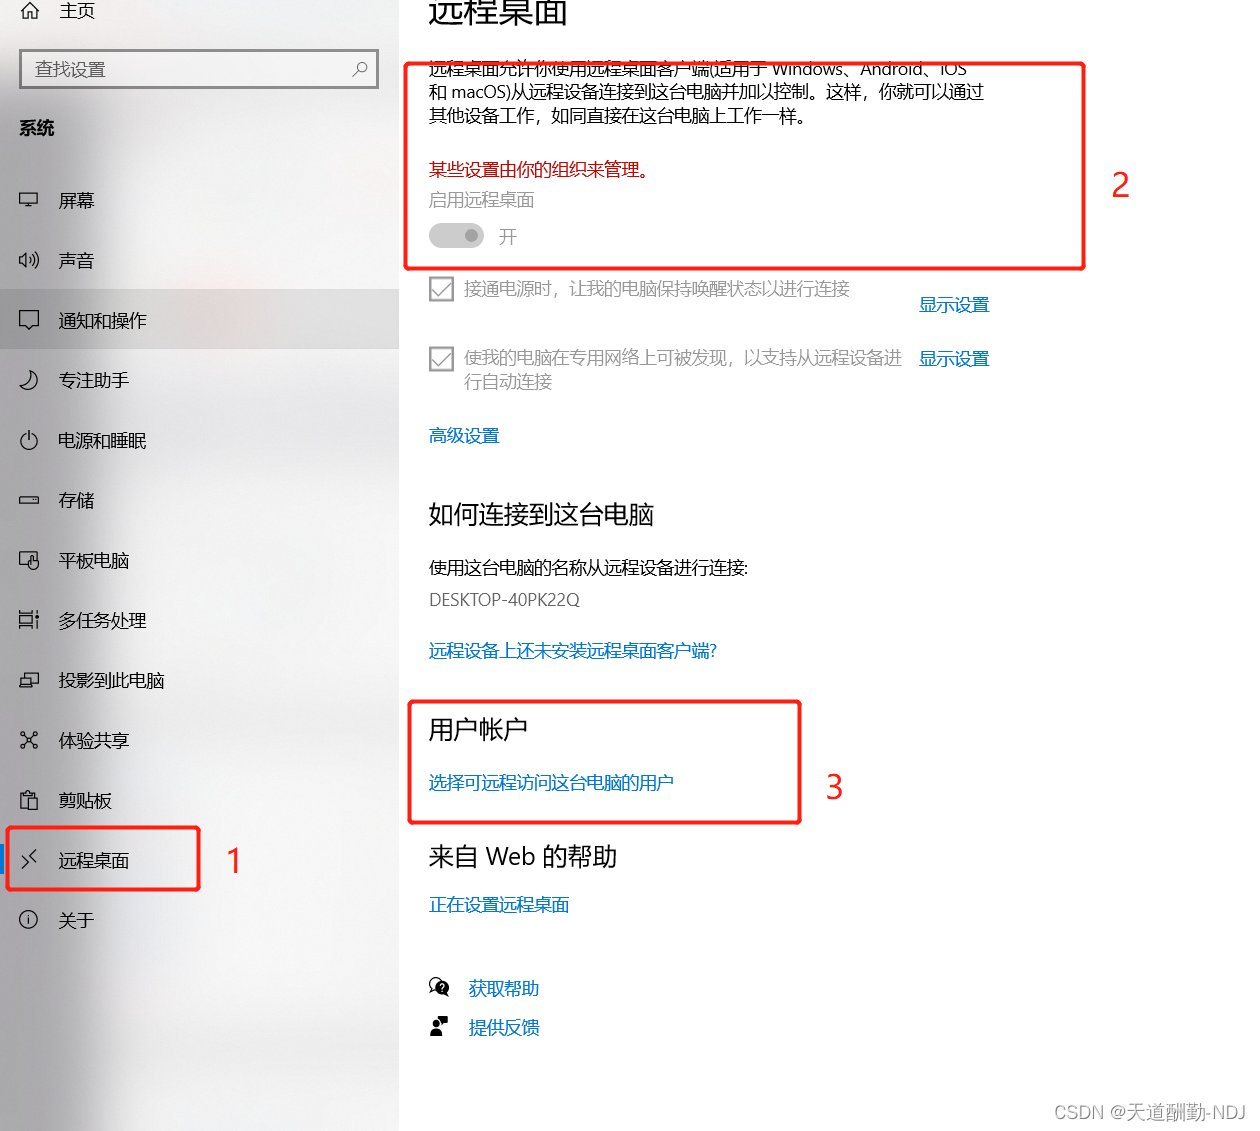 主页
查找设置
系统
屏幕
声音
通知和操作
专注助手
电源和睡眠
存储
平板电脑
多任务处理
投影到此电脑
体验共享
剪贴板
远程桌面
1
关于
远程桌面
远程桌面允许你使用远程桌面客户端(适用于 Windows、Android、iOS
和 macOS)从远程设备连接到这台电脑并加以控制。这样，你就可以通过
其他设备工作，如同直接在这台电脑上工作一样。
某些设置由你的组织来管理。
2
启用远程桌面
开
接通电源时，让我的电脑保持唤醒状态以进行连接
显示设置
使我的电脑在专用网络上可被发现，以支持从远程设备进
行自动连接
显示设置
高级设置
如何连接到这台电脑
使用这台电脑的名称从远程设备进行连接:
DESKTOP-40PK22Q
远程设备上还未安装远程桌面客户端?
用户帐户
选择可远程访问这台电脑的用户
3
来自 Web 的帮助
正在设置远程桌面
获取帮助
提供反馈
CSDN @天道酬勤-NDJ